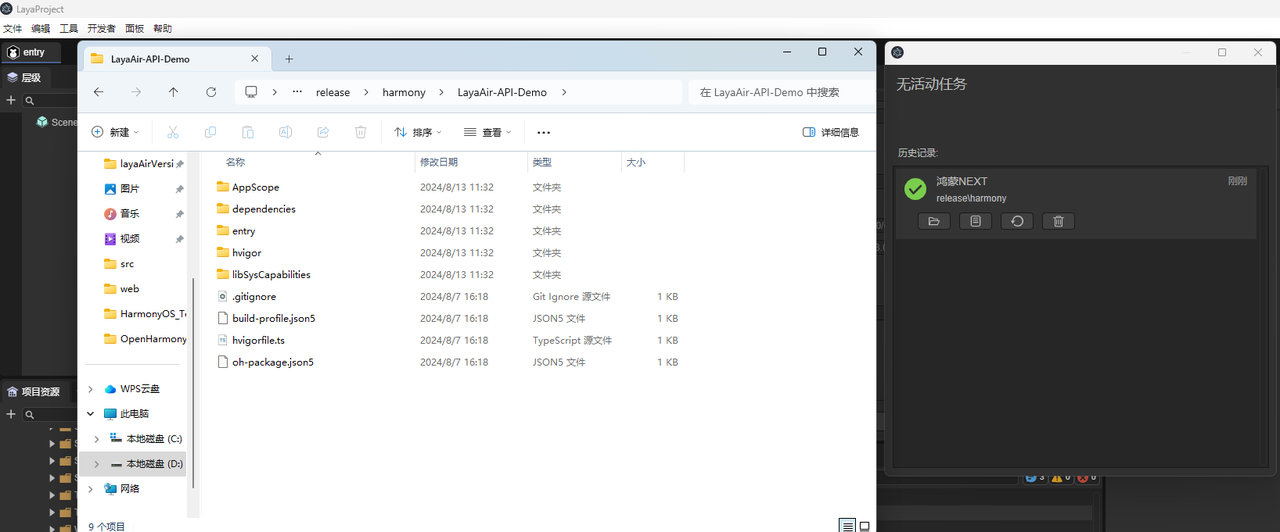 LayaProject
文件 编辑 工具 开发者 面板 帮助
entry
层级
Scene
项目资源
LayaAir-API-Demo
release harmony LayaAir-API-Demo
在 LayaAir-API-Demo 中搜索
新建 排序 查看 详细信息
layaAirVersi
图片
音乐
视频
src
web
HarmonyOS_Te
OpenHarmony
WPS云盘
此电脑
本地磁盘 (C:)
本地磁盘 (D:)
网络
名称 修改日期 类型 大小
AppScope 2024/8/13 11:32 文件夹
dependencies 2024/8/13 11:32 文件夹
entry 2024/8/13 11:32 文件夹
hvigor 2024/8/13 11:32 文件夹
libSysCapabilities 2024/8/13 11:32 文件夹
.gitignore 2024/8/7 16:18 Git Ignore 源文件 1 KB
build-profile.json5 2024/8/7 16:18 JSON5 文件 1 KB
hvigorfile.ts 2024/8/7 16:18 TypeScript 源文件 1 KB
oh-package.json5 2024/8/7 16:18 JSON5 文件 1 KB
9 个项目
无活动任务
历史记录:
鸿蒙NEXT 刚刚
release\harmony
3 0 0